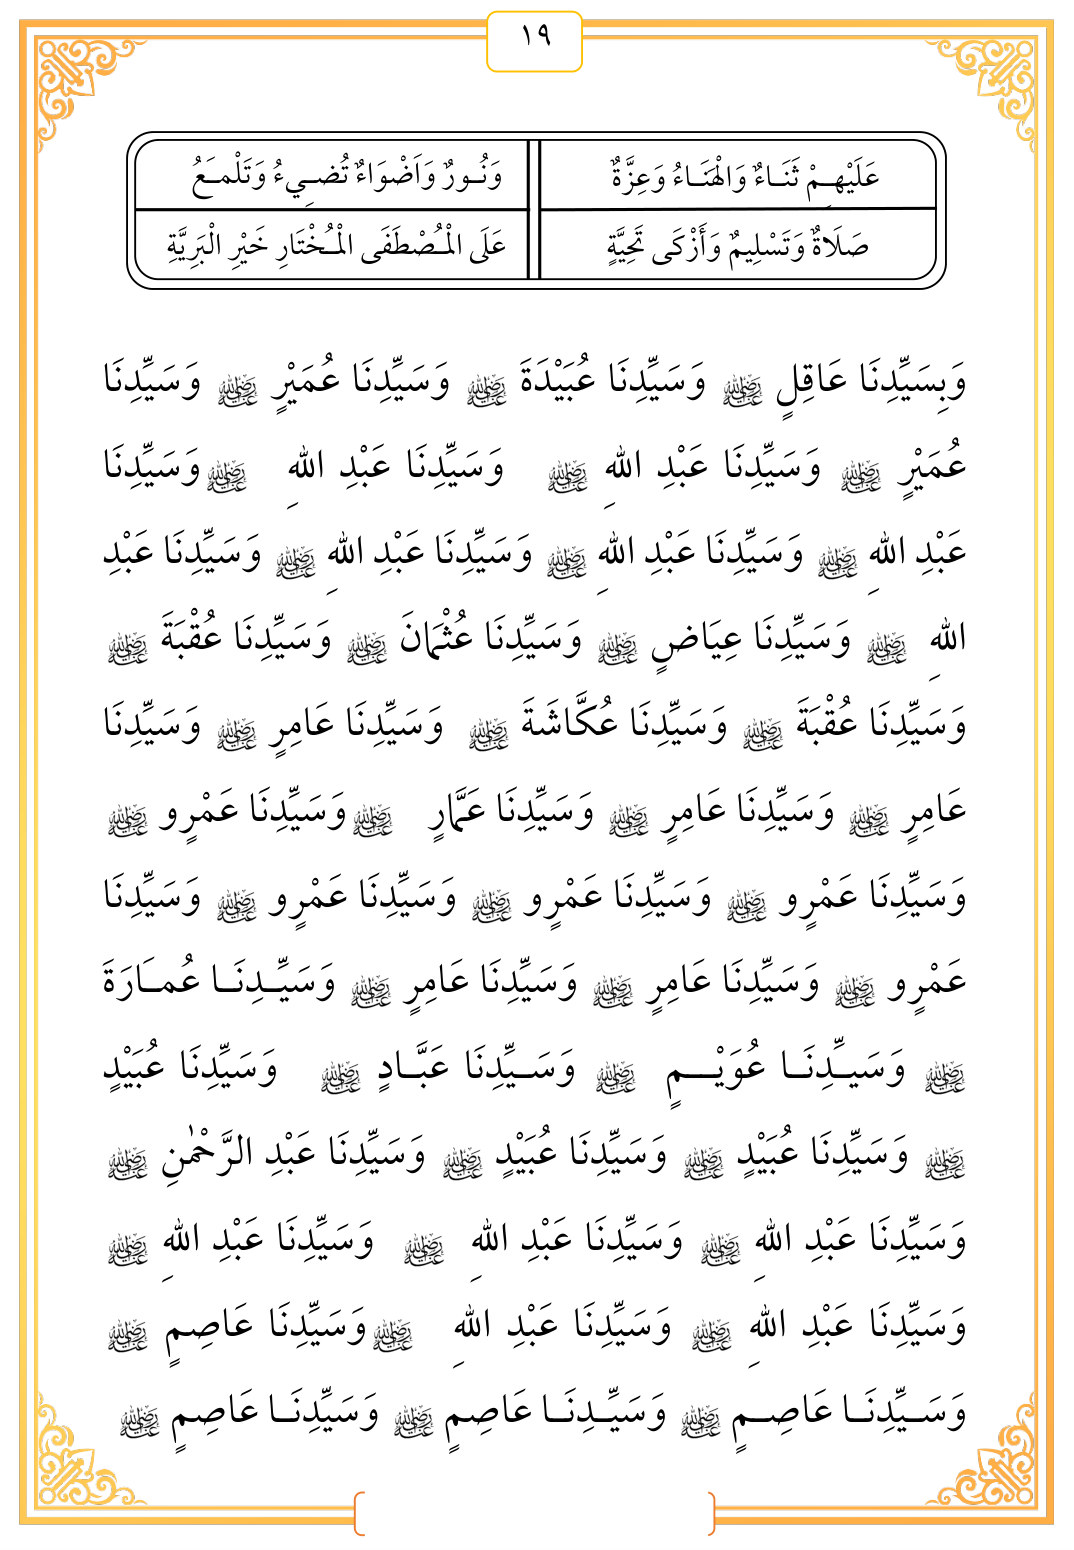 ١٩
عَلَيْهِمْ ثَنَاءٌ وَالْهَنَاءُ وَعِزَّةٌ وَنُورٌ وَاَضْوَاءٌ تُضِيءُ وَتَلْمَعُ
صَلَاةٌ وَتَسْلِيمٌ وَأَزْكَى تَحِيَّةٍ عَلَى الْمُصْطَفَى الْمُخْتَارِ خَيْرِ الْبَرِيَّةِ
وَبِسَيِّدِنَا عَاقِلٍ ﵁ وَسَيِّدِنَا عُبَيْدَةَ ﵁ وَسَيِّدِنَا عُمَيْرٍ ﵁ وَسَيِّدِنَا
عُمَيْرٍ ﵁ وَسَيِّدِنَا عَبْدِ اللهِ ﵁ وَسَيِّدِنَا عَبْدِ اللهِ ﵁ وَسَيِّدِنَا
عَبْدِ اللهِ ﵁ وَسَيِّدِنَا عَبْدِ اللهِ ﵁ وَسَيِّدِنَا عَبْدِ اللهِ ﵁ وَسَيِّدِنَا عَبْدِ
اللهِ ﵁ وَسَيِّدِنَا عِيَاضٍ ﵁ وَسَيِّدِنَا عُثْمَانَ ﵁ وَسَيِّدِنَا عُقْبَةَ ﵁
وَسَيِّدِنَا عُقْبَةَ ﵁ وَسَيِّدِنَا عُكَّاشَةَ ﵁ وَسَيِّدِنَا عَامِرٍ ﵁ وَسَيِّدِنَا
عَامِرٍ ﵁ وَسَيِّدِنَا عَامِرٍ ﵁ وَسَيِّدِنَا عَمَّارٍ ﵁ وَسَيِّدِنَا عَمْرٍو ﵁
وَسَيِّدِنَا عَمْرٍو ﵁ وَسَيِّدِنَا عَمْرٍو ﵁ وَسَيِّدِنَا عَمْرٍو ﵁ وَسَيِّدِنَا
عَمْرٍو ﵁ وَسَيِّدِنَا عَامِرٍ ﵁ وَسَيِّدِنَا عَامِرٍ ﵁ وَسَيِّدِنَا عُمَارَةَ
﵁ وَسَيِّدِنَا عُوَيْمٍ ﵁ وَسَيِّدِنَا عَبَّادٍ ﵁ وَسَيِّدِنَا عُبَيْدٍ
﵁ وَسَيِّدِنَا عُبَيْدٍ ﵁ وَسَيِّدِنَا عُبَيْدٍ ﵁ وَسَيِّدِنَا عَبْدِ الرَّحْمٰنِ ﵁
وَسَيِّدِنَا عَبْدِ اللهِ ﵁ وَسَيِّدِنَا عَبْدِ اللهِ ﵁ وَسَيِّدِنَا عَبْدِ اللهِ ﵁
وَسَيِّدِنَا عَبْدِ اللهِ ﵁ وَسَيِّدِنَا عَبْدِ اللهِ ﵁ وَسَيِّدِنَا عَاصِمٍ ﵁
وَسَيِّدِنَا عَاصِمٍ ﵁ وَسَيِّدِنَا عَاصِمٍ ﵁ وَسَيِّدِنَا عَاصِمٍ ﵁